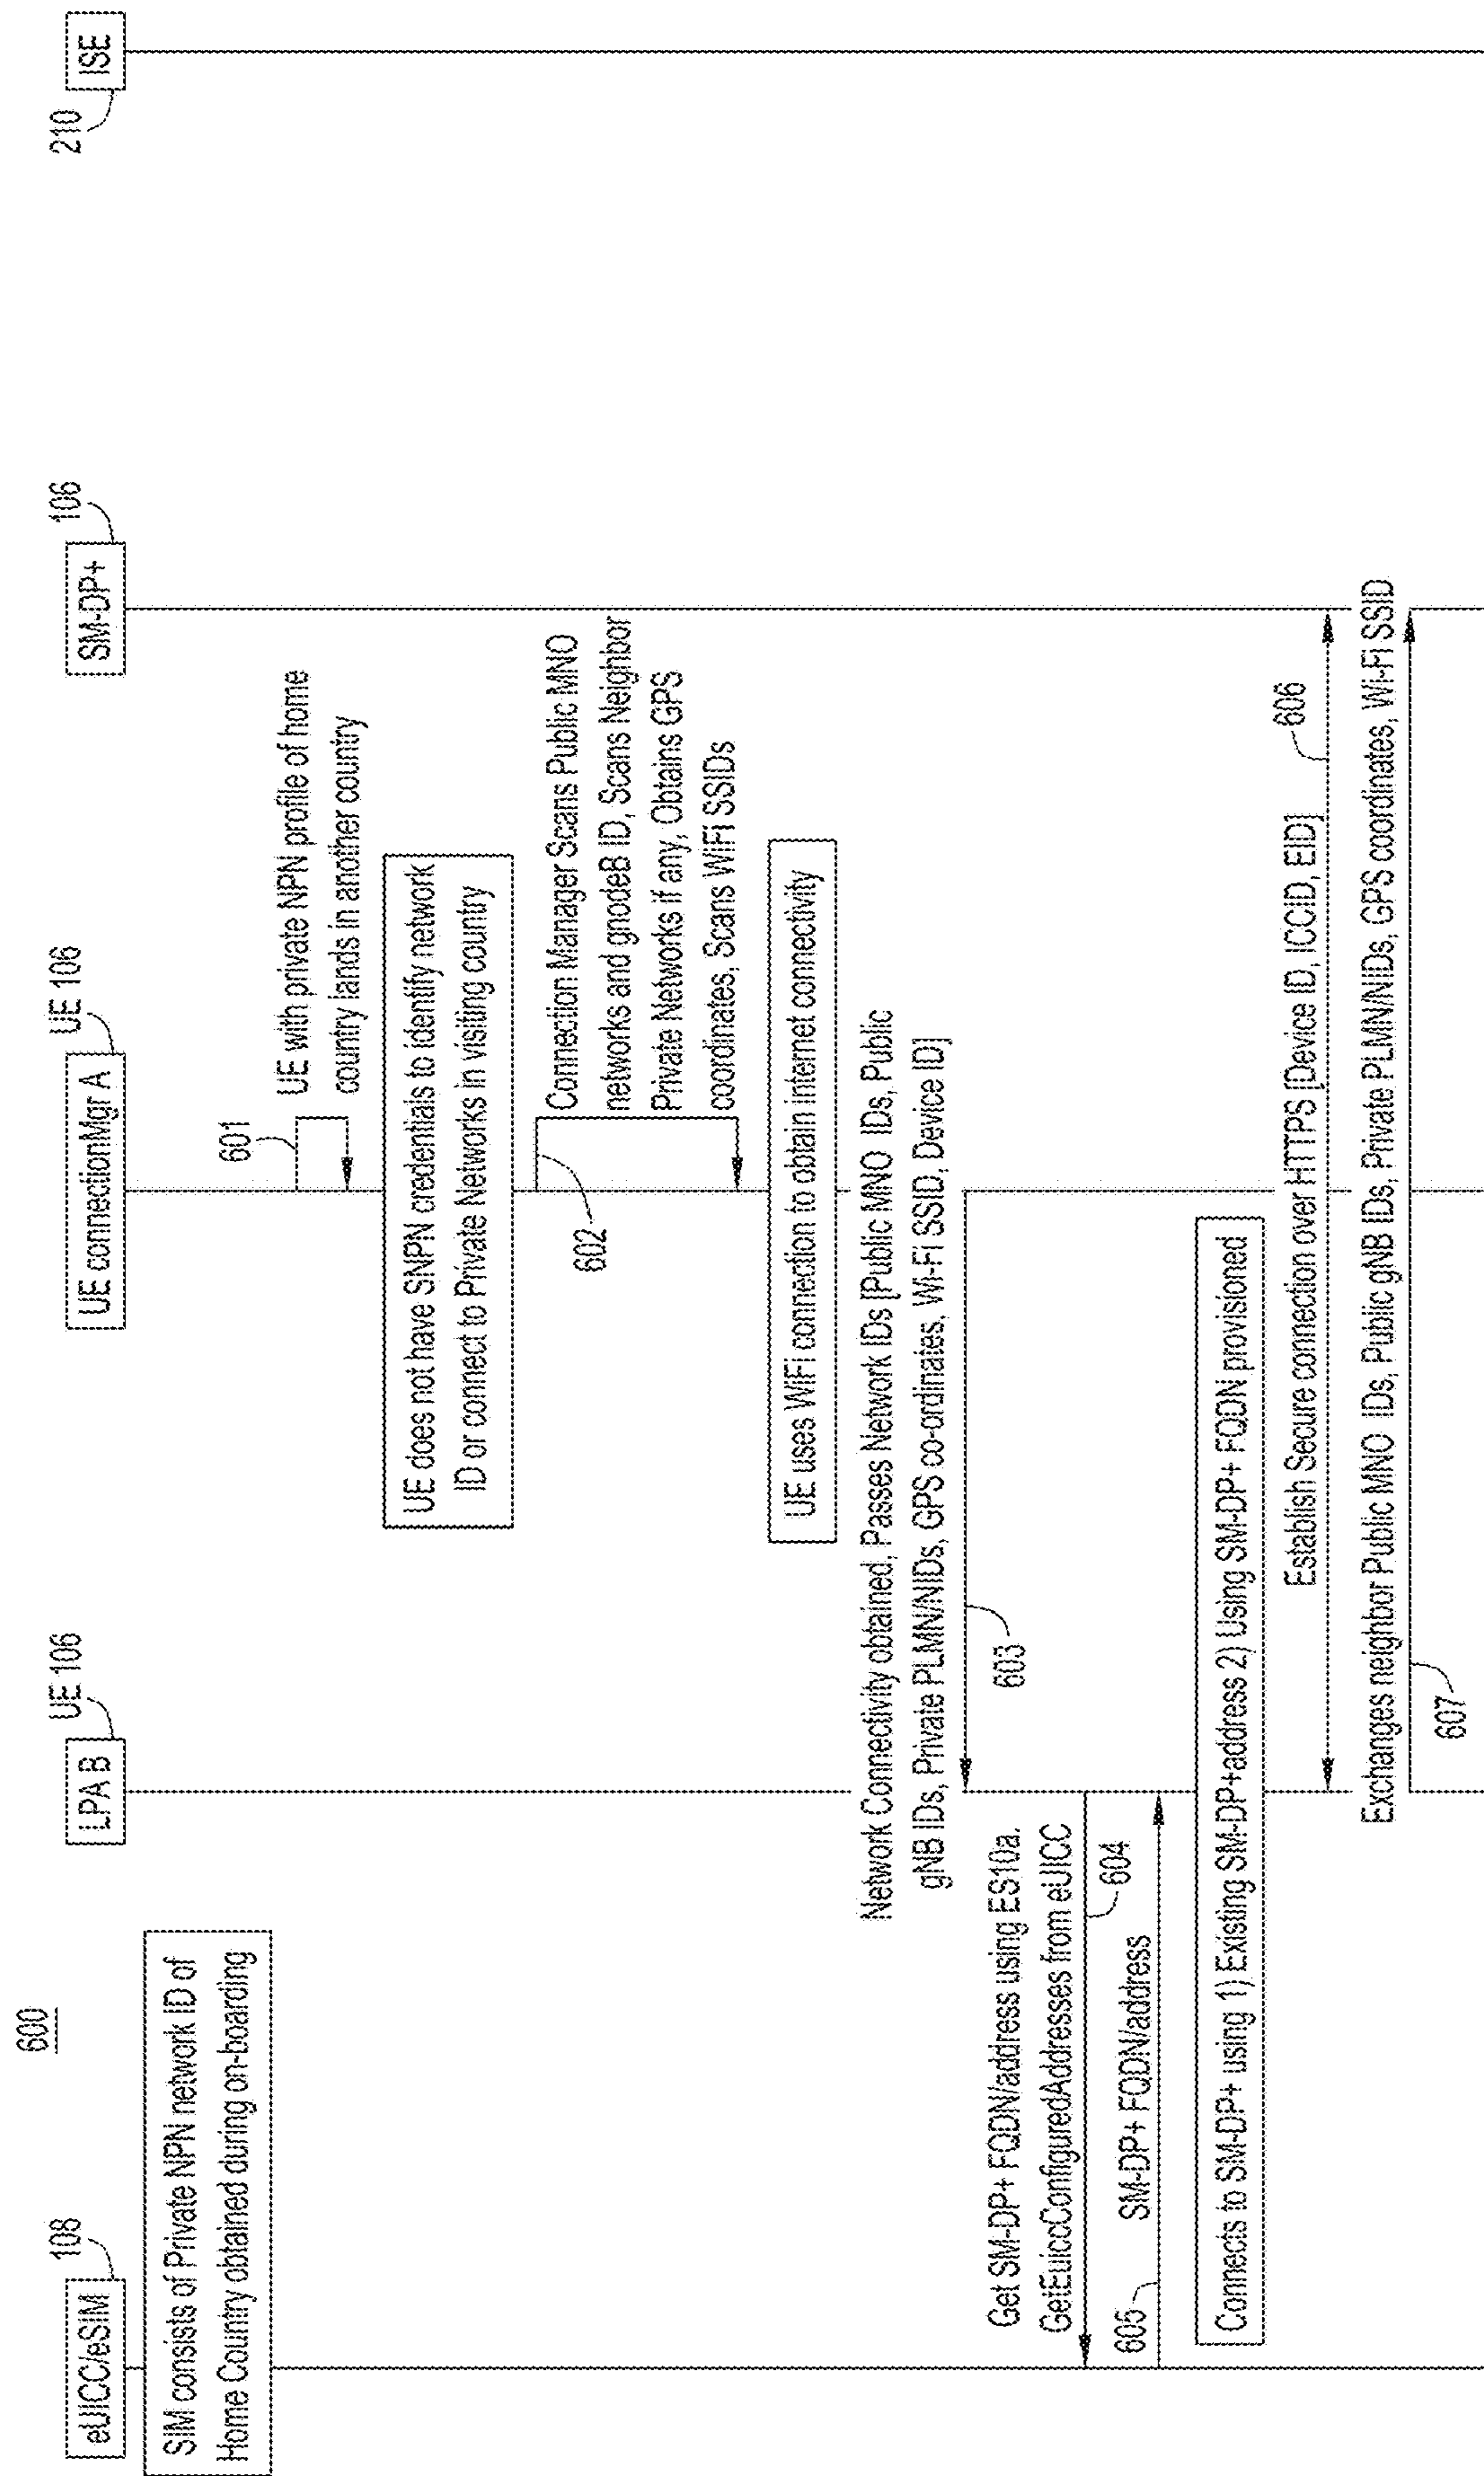 600
eUICC/eSIM
108
LPA B
UE 106
UE connectionMgr A
UE 106
SM-DP+
106
ISE
210
SIM consists of Private NPN network ID of
Home Country obtained during on-boarding
601
UE with private NPN profile of home
country lands in another country
UE does not have SNPN credentials to identify network
ID or connect to Private Networks in visiting country
602
Connection Manager Scans Public MNO
networks and gnodeB ID, Scans Neighbor
Private Networks if any, Obtains GPS
coordinates, Scans WiFi SSIDs
UE uses WiFi connection to obtain internet connectivity
Network Connectivity obtained, Passes Network IDs [Public MNO IDs, Public
gNB IDs, Private PLMN/NIDs, GPS co-ordinates, Wi-Fi SSID, Device ID]
603
Get SM-DP+ FQDN/address using ES10a.
GetEuiccConfiguredAddresses from eUICC
604
605
SM-DP+ FQDN/address
Connects to SM-DP+ using 1) Existing SM-DP+address 2) Using SM-DP+ FQDN provisioned
Establish Secure connection over HTTPS [Device ID, ICCID, EID]
606
Exchanges neighbor Public MNO IDs, Public gNB IDs, Private PLMN/NIDs, GPS coordinates, Wi-Fi SSID
607